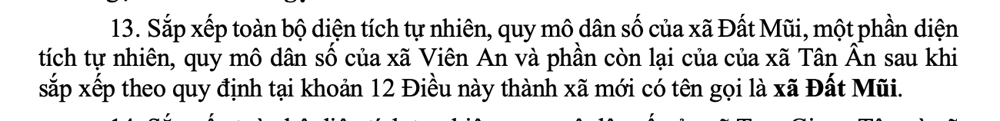 13. Sắp xếp toàn bộ diện tích tự nhiên, quy mô dân số của xã Đất Mũi, một phần diện
tích tự nhiên, quy mô dân số của xã Viên An và phần còn lại của của xã Tân Ân sau khi
sắp xếp theo quy định tại khoản 12 Điều này thành xã mới có tên gọi là xã Đất Mũi.